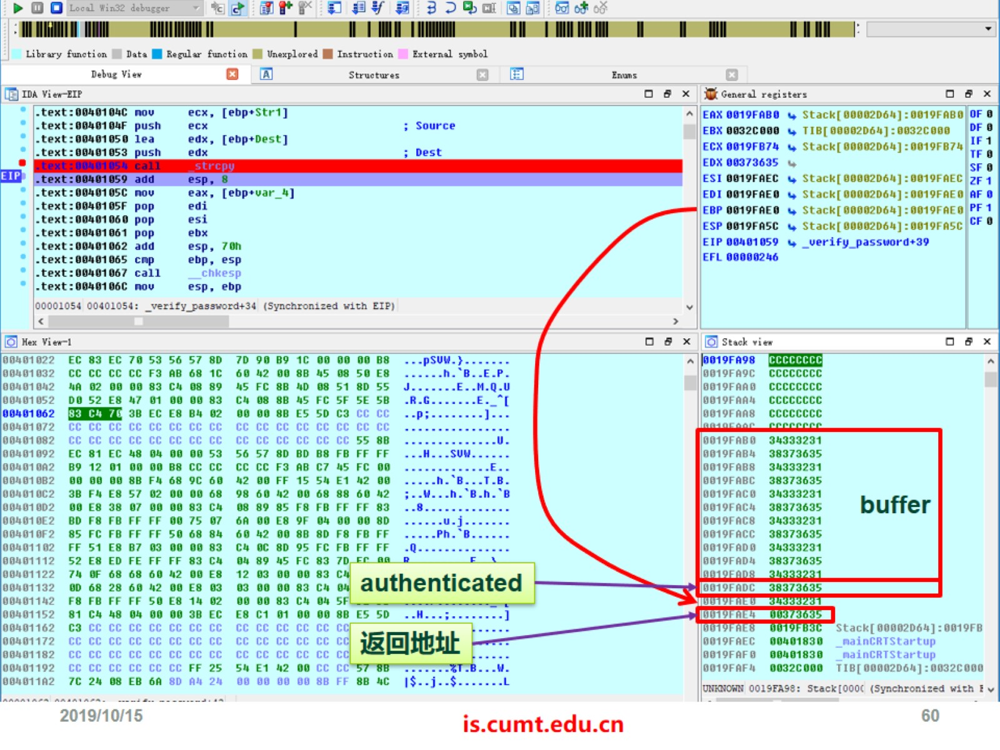 Local Win32 debugger
Library function Data Regular function Unexplored Instruction External symbol
Debug View Structures Enums
IDA View-EIP
.text:0040104C mov ecx, [ebp+Str1]
.text:0040104F push ecx ; Source
.text:00401050 lea edx, [ebp+Dest]
.text:00401053 push edx ; Dest
.text:00401054 call _strcpy
EIP .text:00401059 add esp, 8
.text:0040105C mov eax, [ebp+var_4]
.text:0040105F pop edi
.text:00401060 pop esi
.text:00401061 pop ebx
.text:00401062 add esp, 70h
.text:00401065 cmp ebp, esp
.text:00401067 call __chkesp
.text:0040106C mov esp, ebp
00001054 00401054: _verify_password+34 (Synchronized with EIP)
General registers
EAX 0019FAB0 Stack[00002D64]:0019FAB0
EBX 0032C000 TIB[00002D64]:0032C000
ECX 0019FB74 Stack[00002D64]:0019FB74
EDX 00373635
ESI 0019FAEC Stack[00002D64]:0019FAEC
EDI 0019FAE0 Stack[00002D64]:0019FAE0
EBP 0019FAE0 Stack[00002D64]:0019FAE0
ESP 0019FA5C Stack[00002D64]:0019FA5C
EIP 00401059 _verify_password+39
EFL 00000246
OF 0
DF 0
IF 1
TF 0
SF 0
ZF 1
AF 0
PF 1
CF 0
Hex View-1
00401022 EC 83 EC 70 53 56 57 8D 7D 90 B9 1C 00 00 00 B8 ...pSVW.}.......
00401032 CC CC CC CC F3 AB 68 1C 60 42 00 8B 45 08 50 E8 ......h.`B..E.P.
00401042 4A 02 00 00 83 C4 08 89 45 FC 8B 4D 08 51 8D 55 J.......E..M.Q.U
00401052 D0 52 E8 47 01 00 00 83 C4 08 8B 45 FC 5F 5E 5B .R.G.......E._^[
00401062 83 C4 70 3B EC E8 B4 02 00 00 8B E5 5D C3 CC CC ..p;........]...
00401072 CC CC CC CC CC CC CC CC CC CC CC CC CC CC CC CC ................
00401082 CC CC CC CC CC CC CC CC CC CC CC CC CC CC 55 8B ..............U.
00401092 EC 81 EC 48 04 00 00 53 56 57 8D BD B8 FB FF FF ...H...SVW......
004010A2 B9 12 01 00 00 B8 CC CC CC CC F3 AB C7 45 FC 00 .............E..
004010B2 00 00 00 8B F4 68 9C 60 42 00 FF 15 54 E1 42 00 .....h.`B...T.B.
004010C2 3B F4 E8 57 02 00 00 68 98 60 42 00 68 88 60 42 ;..W...h.`B.h.`B
004010D2 00 E8 38 07 00 00 83 C4 08 89 85 F8 FB FF FF 83 ..8.............
004010E2 BD F8 FB FF FF 00 75 07 6A 00 E8 9F 04 00 00 8D ......u.j.......
004010F2 85 FC FB FF FF 50 68 84 60 42 00 8B 8D F8 FB FF .....Ph.`B......
00401102 FF 51 E8 B7 03 00 00 83 C4 0C 8D 95 FC FB FF FF .Q..............
00401112 52 E8 ED FE FF FF 83 C4 04 89 45 FC 83 7D FC 00
00401122 74 0F 68 68 60 42 00 E8 12 03 00 00 83 C4
00401132 0D 68 28 60 42 00 E8 03 03 00 00 83 C4 04
00401142 F8 FB FF FF 50 E8 14 02 00 00 83 C4 04 5F
00401152 81 C4 48 04 00 00 3B EC E8 C1 01 00 00 8B E5 5D ..H...;........]
00401162 C3 CC CC CC CC CC CC CC CC CC CC CC CC CC
00401172 CC CC CC CC CC CC CC CC CC CC CC CC CC CC
00401182 CC CC CC CC CC CC CC CC CC CC CC CC CC CC
00401192 CC CC CC CC CC CC FF 25 54 E1 42 00 CC CC 57 8B .......%T.B...W.
004011A2 7C 24 08 EB 6A 8D A4 24 00 00 00 00 8B FF 8B 4C |$..j..$.......L
authenticated
返回地址
Stack view
0019FA98 CCCCCCCC
0019FA9C CCCCCCCC
0019FAA0 CCCCCCCC
0019FAA4 CCCCCCCC
0019FAA8 CCCCCCCC
0019FAAC CCCCCCCC
0019FAB0 34333231
0019FAB4 38373635
0019FAB8 34333231
0019FABC 38373635
0019FAC0 34333231
0019FAC4 38373635
0019FAC8 34333231
0019FACC 38373635
0019FAD0 34333231
0019FAD4 38373635
0019FAD8 34333231
0019FADC 38373635
0019FAE0 34333231
0019FAE4 00373635
0019FAE8 0019FB3C Stack[00002D64]:0019FB
0019FAEC 00401830 _mainCRTStartup
0019FAF0 00401830 _mainCRTStartup
0019FAF4 0032C000 TIB[00002D64]:0032C000
buffer
UNKNOWN 0019FA98: Stack[0000 (Synchronized with E
2019/10/15
is.cumt.edu.cn
60